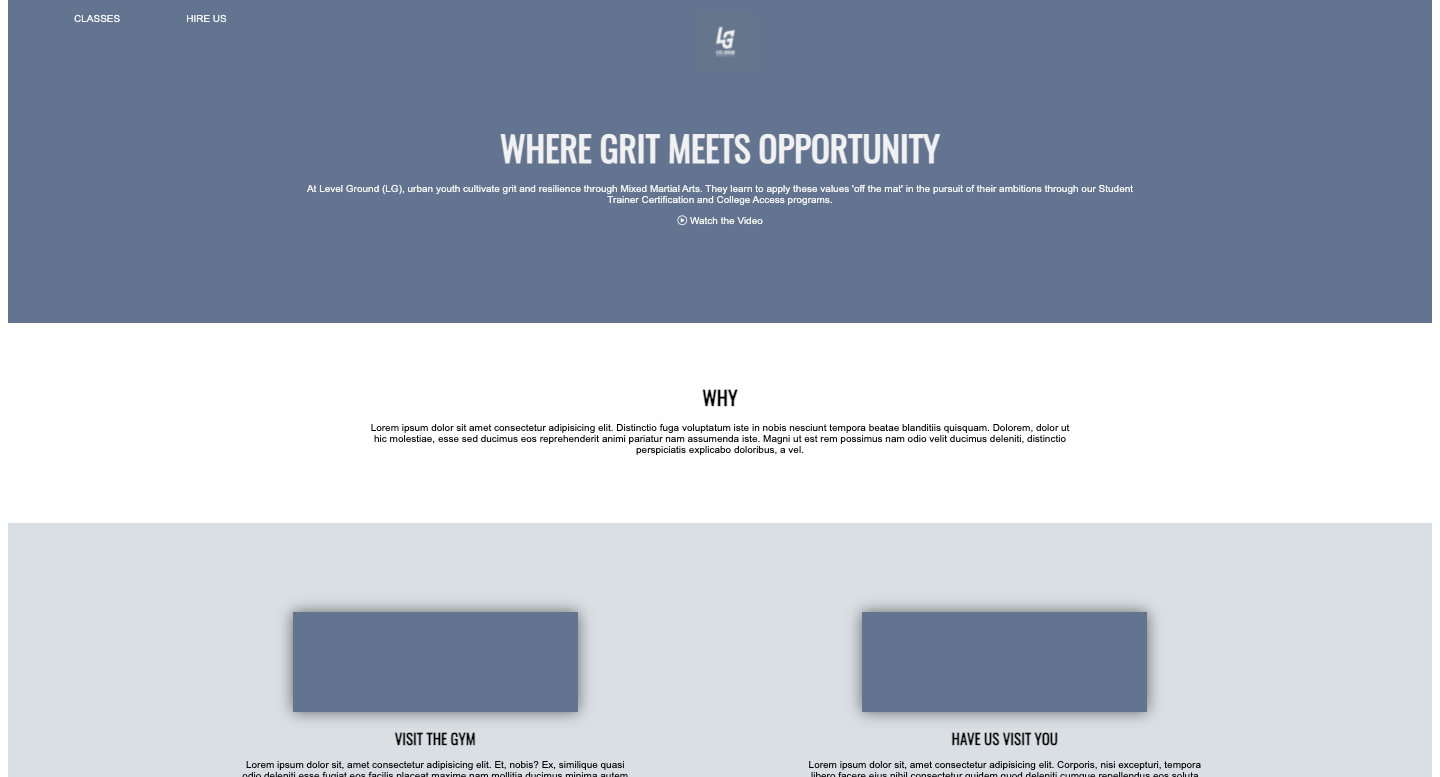 CLASSES
HIRE US
LG
WHERE GRIT MEETS OPPORTUNITY
At Level Ground (LG), urban youth cultivate grit and resilience through Mixed Martial Arts. They learn to apply these values 'off the mat' in the pursuit of their ambitions through our Student
Trainer Certification and College Access programs.
Watch the Video
WHY
Lorem ipsum dolor sit amet consectetur adipisicing elit. Distinctio fuga voluptatum iste in nobis nesciunt tempora beatae blanditiis quisquam. Dolorem, dolor ut
hic molestiae, esse sed ducimus eos reprehenderit animi pariatur nam assumenda iste. Magni ut est rem possimus nam odio velit ducimus deleniti, distinctio
perspiciatis explicabo doloribus, a vel.
VISIT THE GYM
Lorem ipsum dolor sit, amet consectetur adipisicing elit. Et, nobis? Ex, similique quasi
odio deleniti esse fugiat eos facilis placeat maxime nam mollitia ducimus minima autem
HAVE US VISIT YOU
Lorem ipsum dolor sit, amet consectetur adipisicing elit. Corporis, nisi excepturi, tempora
libero facere eius nihil consectetur quidem quod deleniti cumque repellendus eos soluta